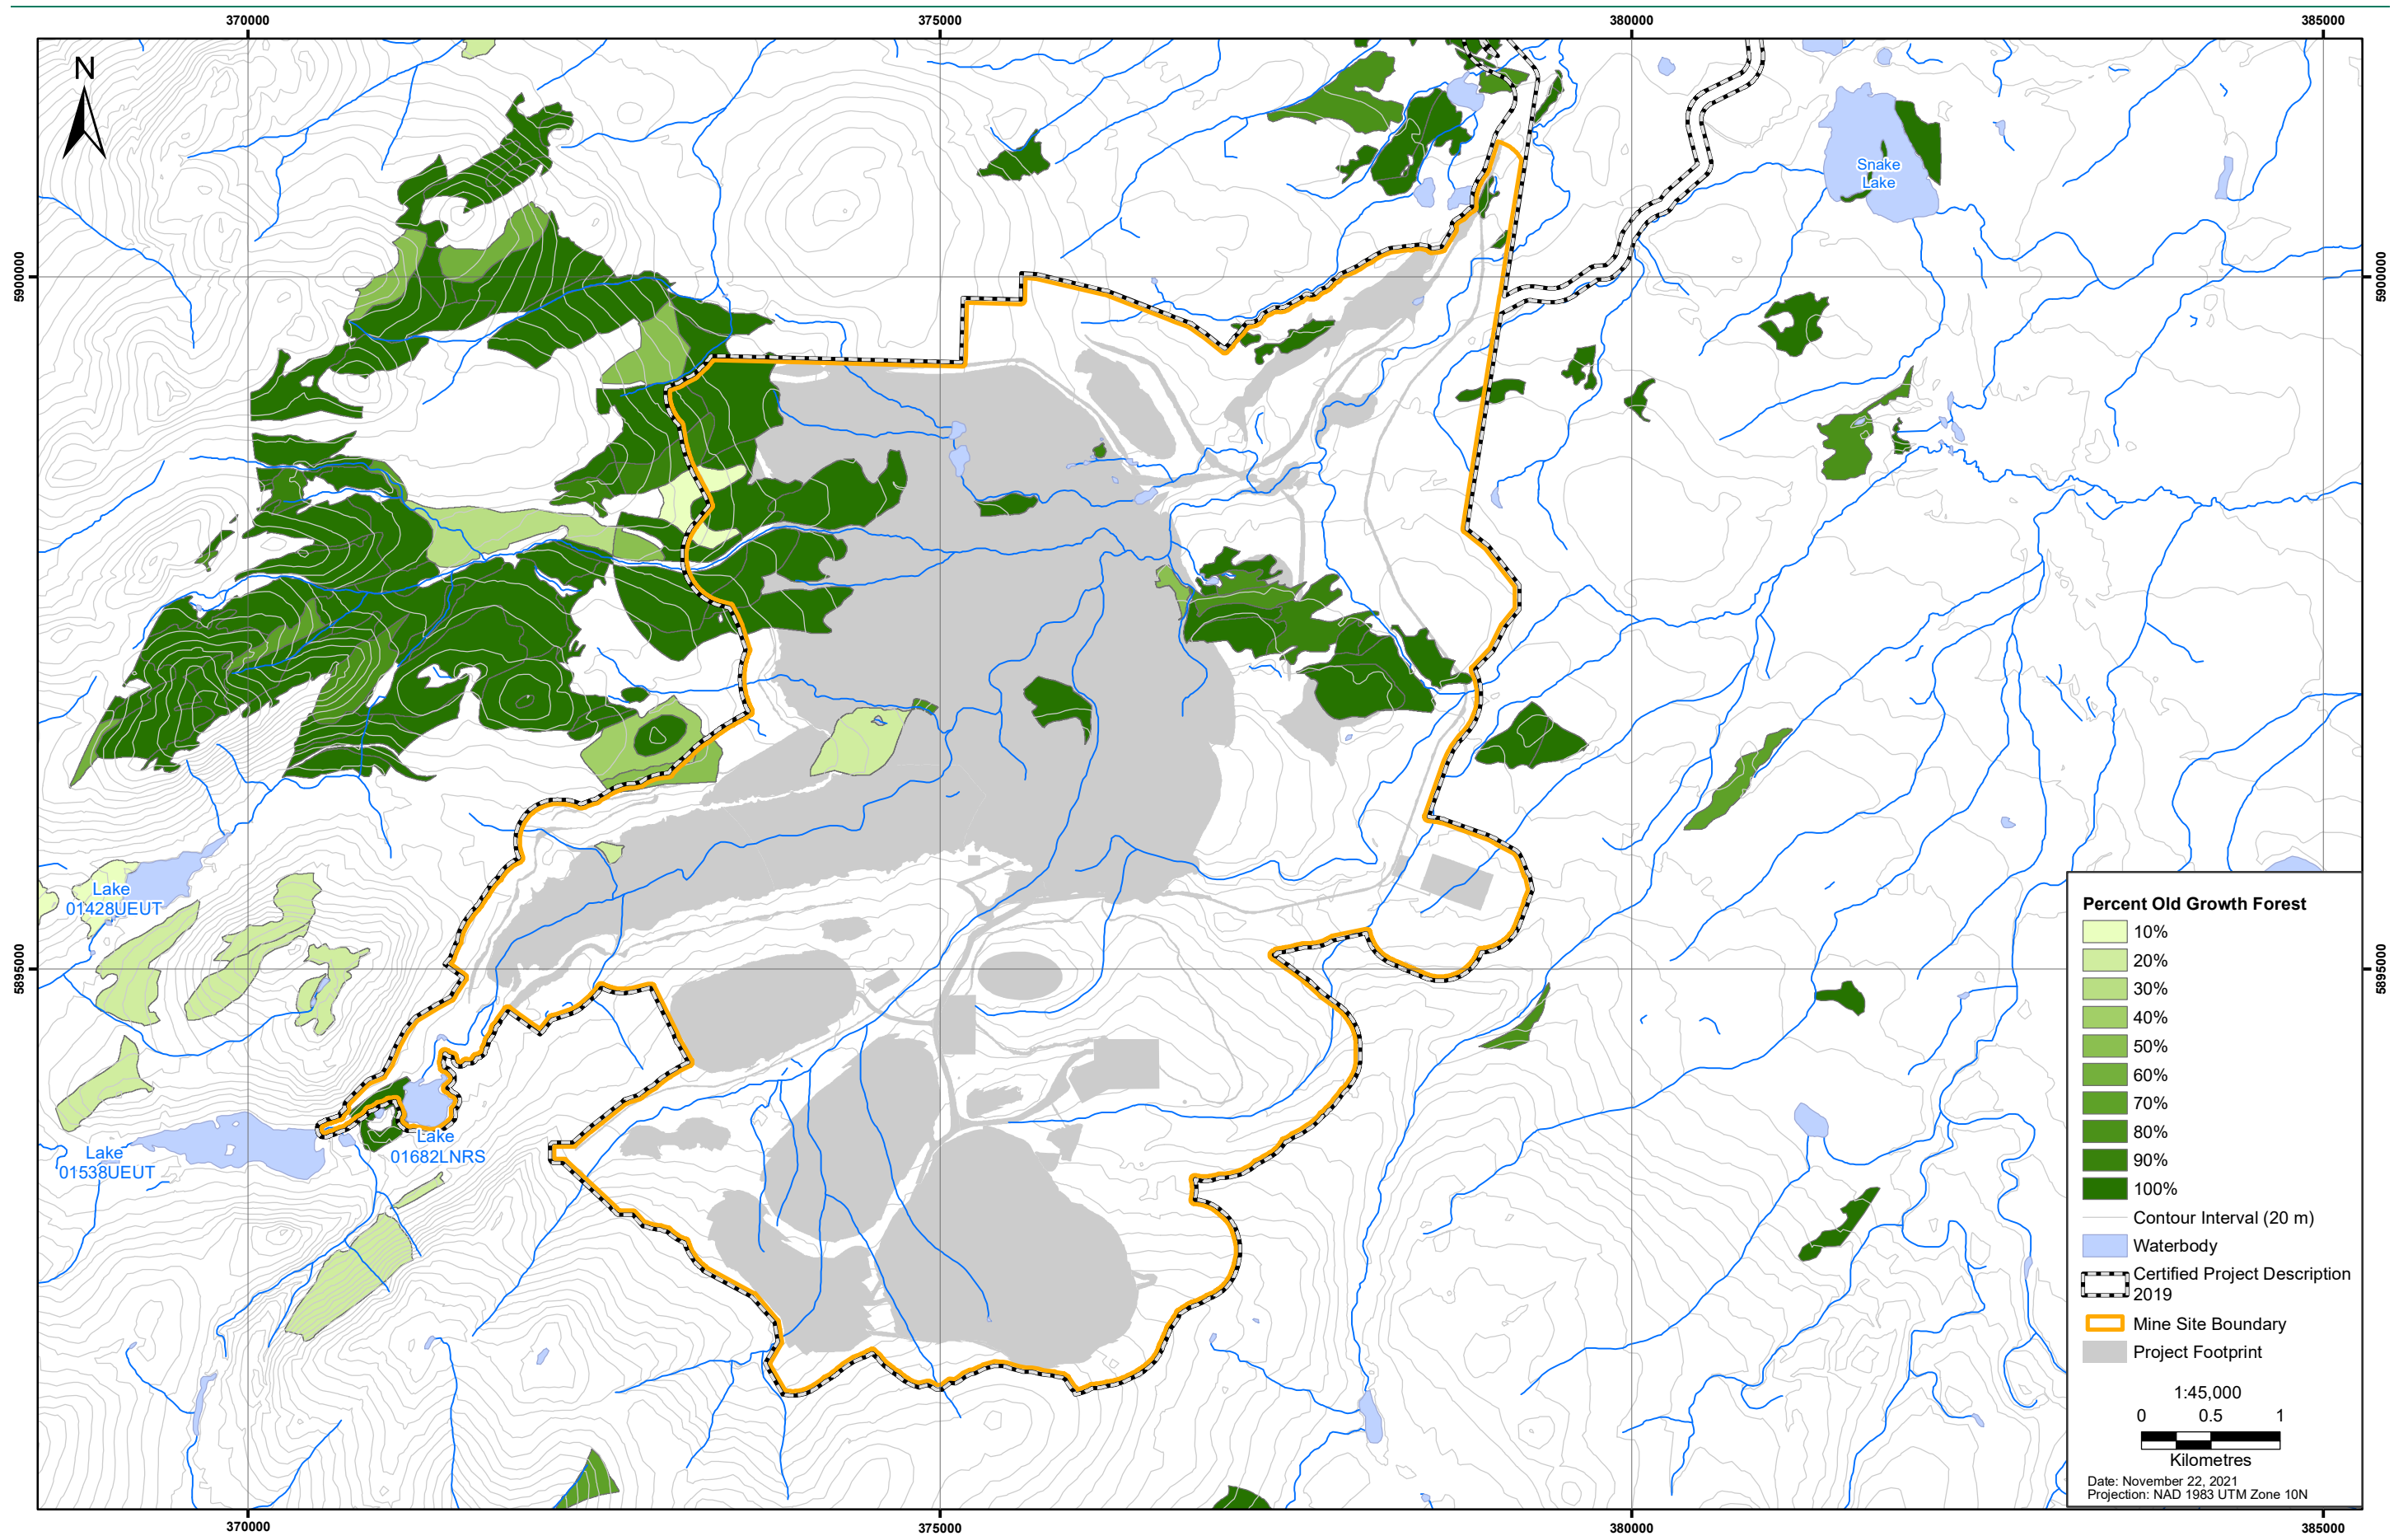 370000
375000
380000
385000
N
5900000
5900000
Snake
Lake
Lake
01428UEUT
5895000
5895000
Lake
01682LNRS
Lake
01538UEUT
Percent Old Growth Forest
10%
20%
30%
40%
50%
60%
70%
80%
90%
100%
Contour Interval (20 m)
Waterbody
Certified Project Description
2019
Mine Site Boundary
Project Footprint
1:45,000
0 0.5 1
Kilometres
Date: November 22, 2021
Projection: NAD 1983 UTM Zone 10N
370000
375000
380000
385000